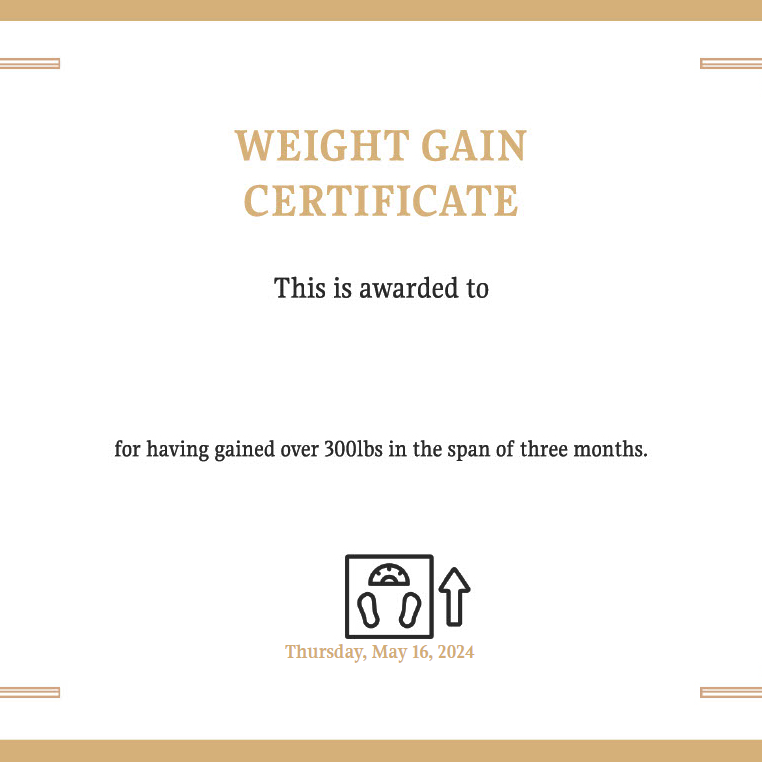 WEIGHT GAIN
CERTIFICATE
This is awarded to
for having gained over 300lbs in the span of three months.
Thursday, May 16, 2024